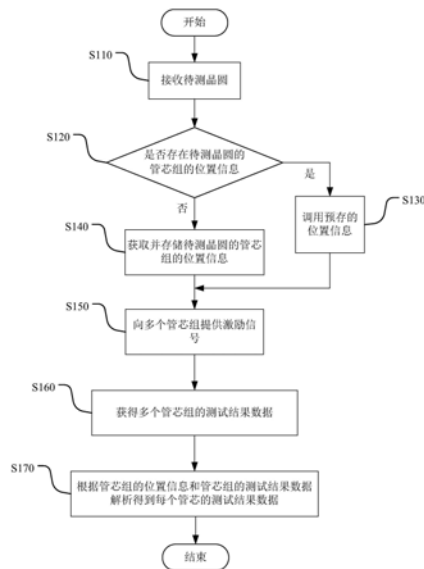 开始
S110
接收待测晶圆
S120
是否存在待测晶圆的
管芯组的位置信息
是
否
S130
调用预存的
位置信息
S140
获取并存储待测晶圆的管芯
组的位置信息
S150
向多个管芯组提供激励信
号
S160
获得多个管芯组的测试结果数据
S170
根据管芯组的位置信息和管芯组的测试结果数据
解析得到每个管芯的测试结果数据
结束